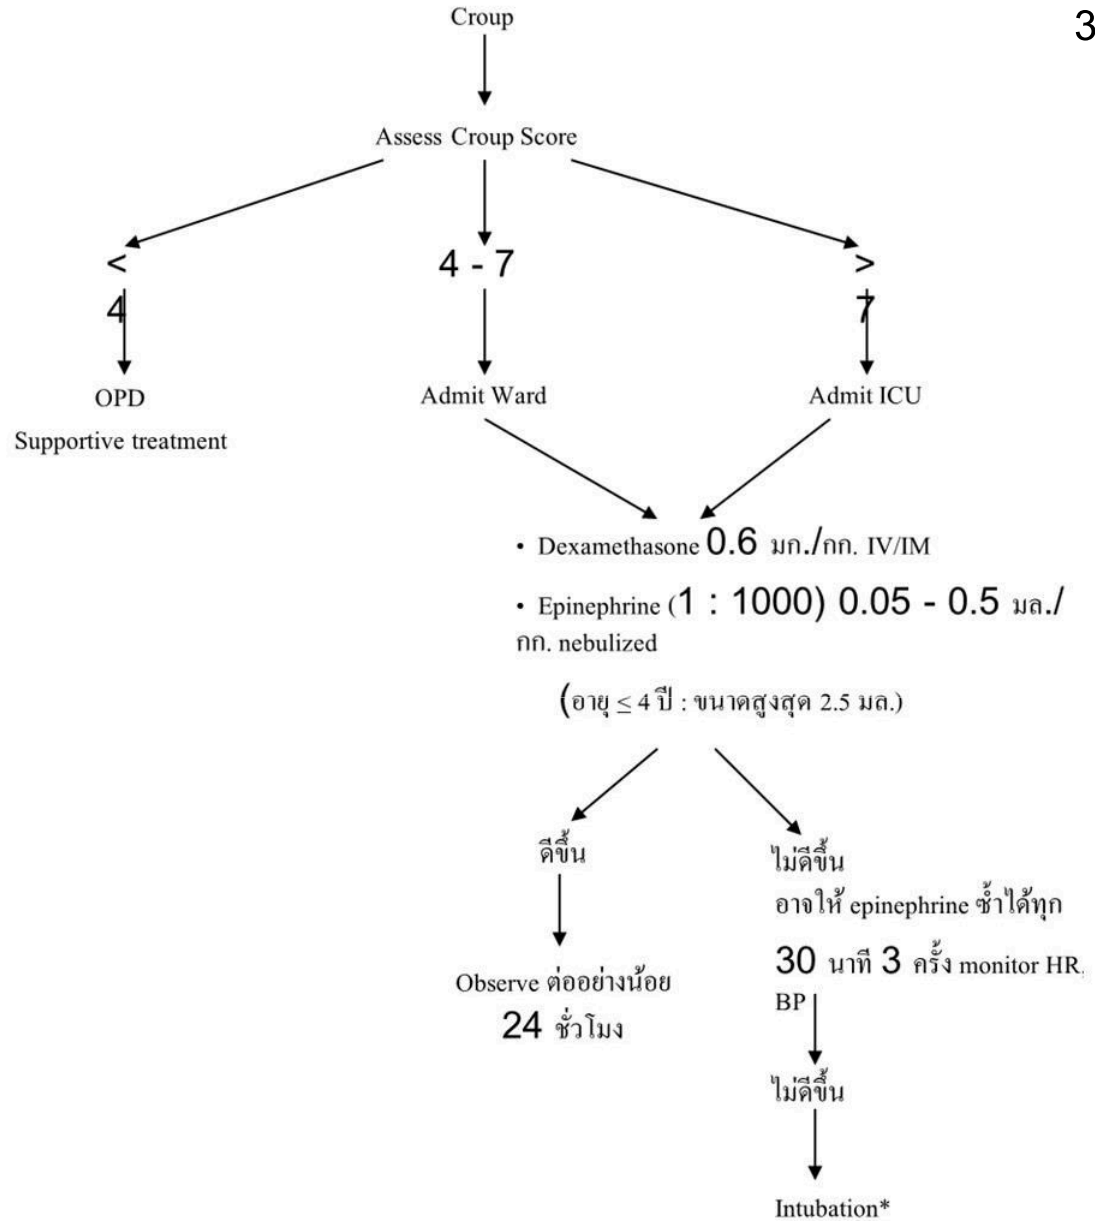 3
Croup
Assess Croup Score
<
4
4 - 7
>
7
OPD
Supportive treatment
Admit Ward
Admit ICU
• Dexamethasone 0.6 มก./กก. IV/IM
• Epinephrine (1 : 1000) 0.05 - 0.5 มล./
กก. nebulized
(อายุ ≤ 4 ปี : ขนาดสูงสุด 2.5 มล.)
ดีขึ้น
Observe ต่ออย่างน้อย
24 ชั่วโมง
ไม่ดีขึ้น
อาจให้ epinephrine ซ้ำได้ทุก
30 นาที 3 ครั้ง monitor HR,
BP
ไม่ดีขึ้น
Intubation*